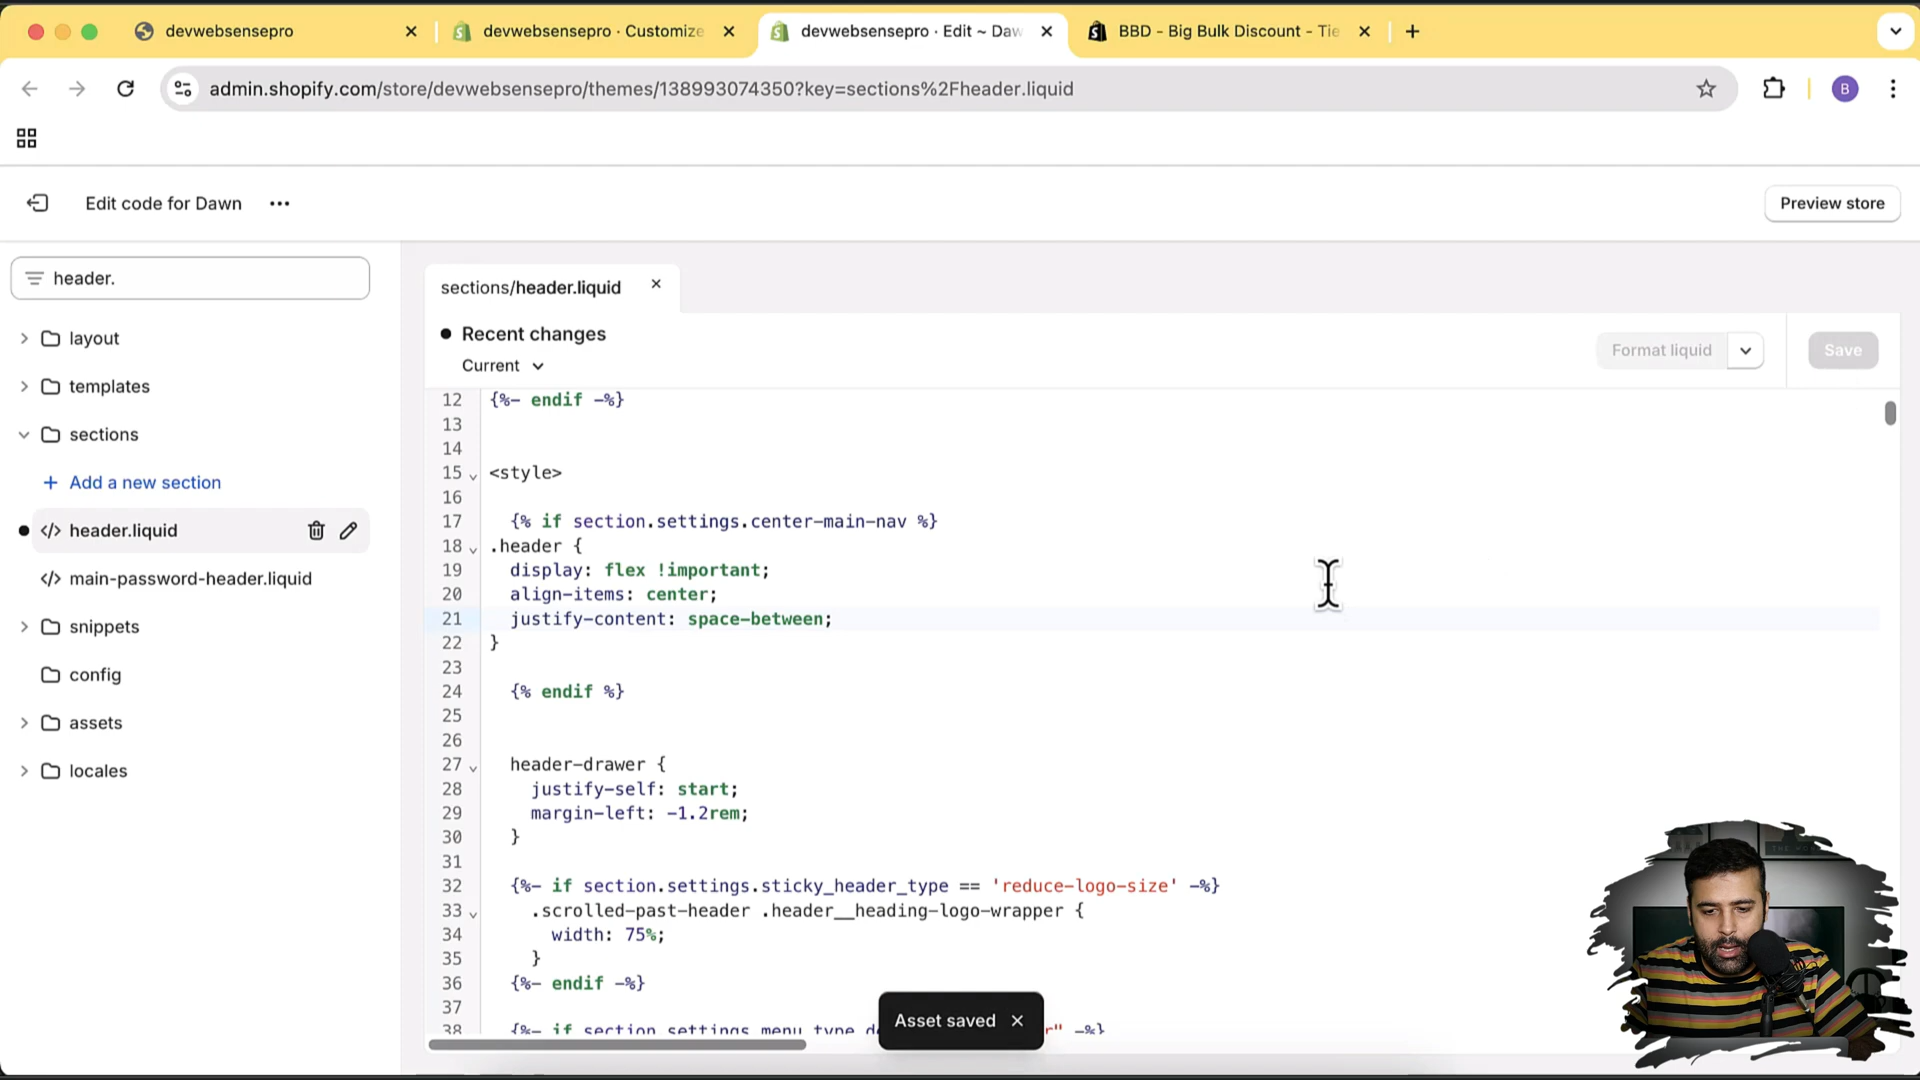 devwebsensepro
devwebsensepro · Customize
devwebsensepro · Edit ~ Daw
BBD - Big Bulk Discount - Tie
admin.shopify.com/store/devwebsensepro/themes/138993074350?key=sections%2Fheader.liquid
B
Edit code for Dawn
Preview store
header.
layout
templates
sections
+ Add a new section
</> header.liquid
</> main-password-header.liquid
snippets
config
assets
locales
sections/header.liquid
Recent changes
Current
Format liquid
Save
12 {%- endif -%}
13
14
15 <style>
16
17 {% if section.settings.center-main-nav %}
18 .header {
19 display: flex !important;
20 align-items: center;
21 justify-content: space-between;
22 }
23
24 {% endif %}
25
26
27 header-drawer {
28 justify-self: start;
29 margin-left: -1.2rem;
30 }
31
32 {%- if section.settings.sticky_header_type == 'reduce-logo-size' -%}
33 .scrolled-past-header .header__heading-logo-wrapper {
34 width: 75%;
35 }
36 {%- endif -%}
37
38 {%- if section.settings.menu_type_de r" -%}
Asset saved